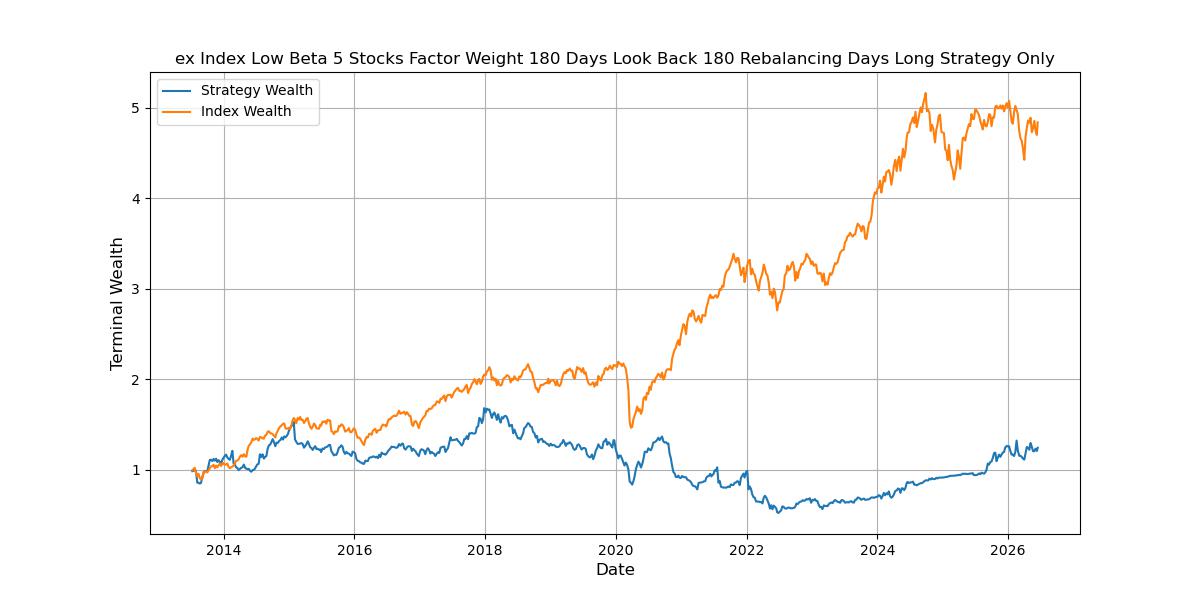 ex Index Low Beta 5 Stocks Factor Weight 180 Days Look Back 180 Rebalancing Days Long Strategy Only
Strategy Wealth
Index Wealth
Terminal Wealth
5
4
3
2
1
2014 2016 2018 2020 2022 2024 2026
Date